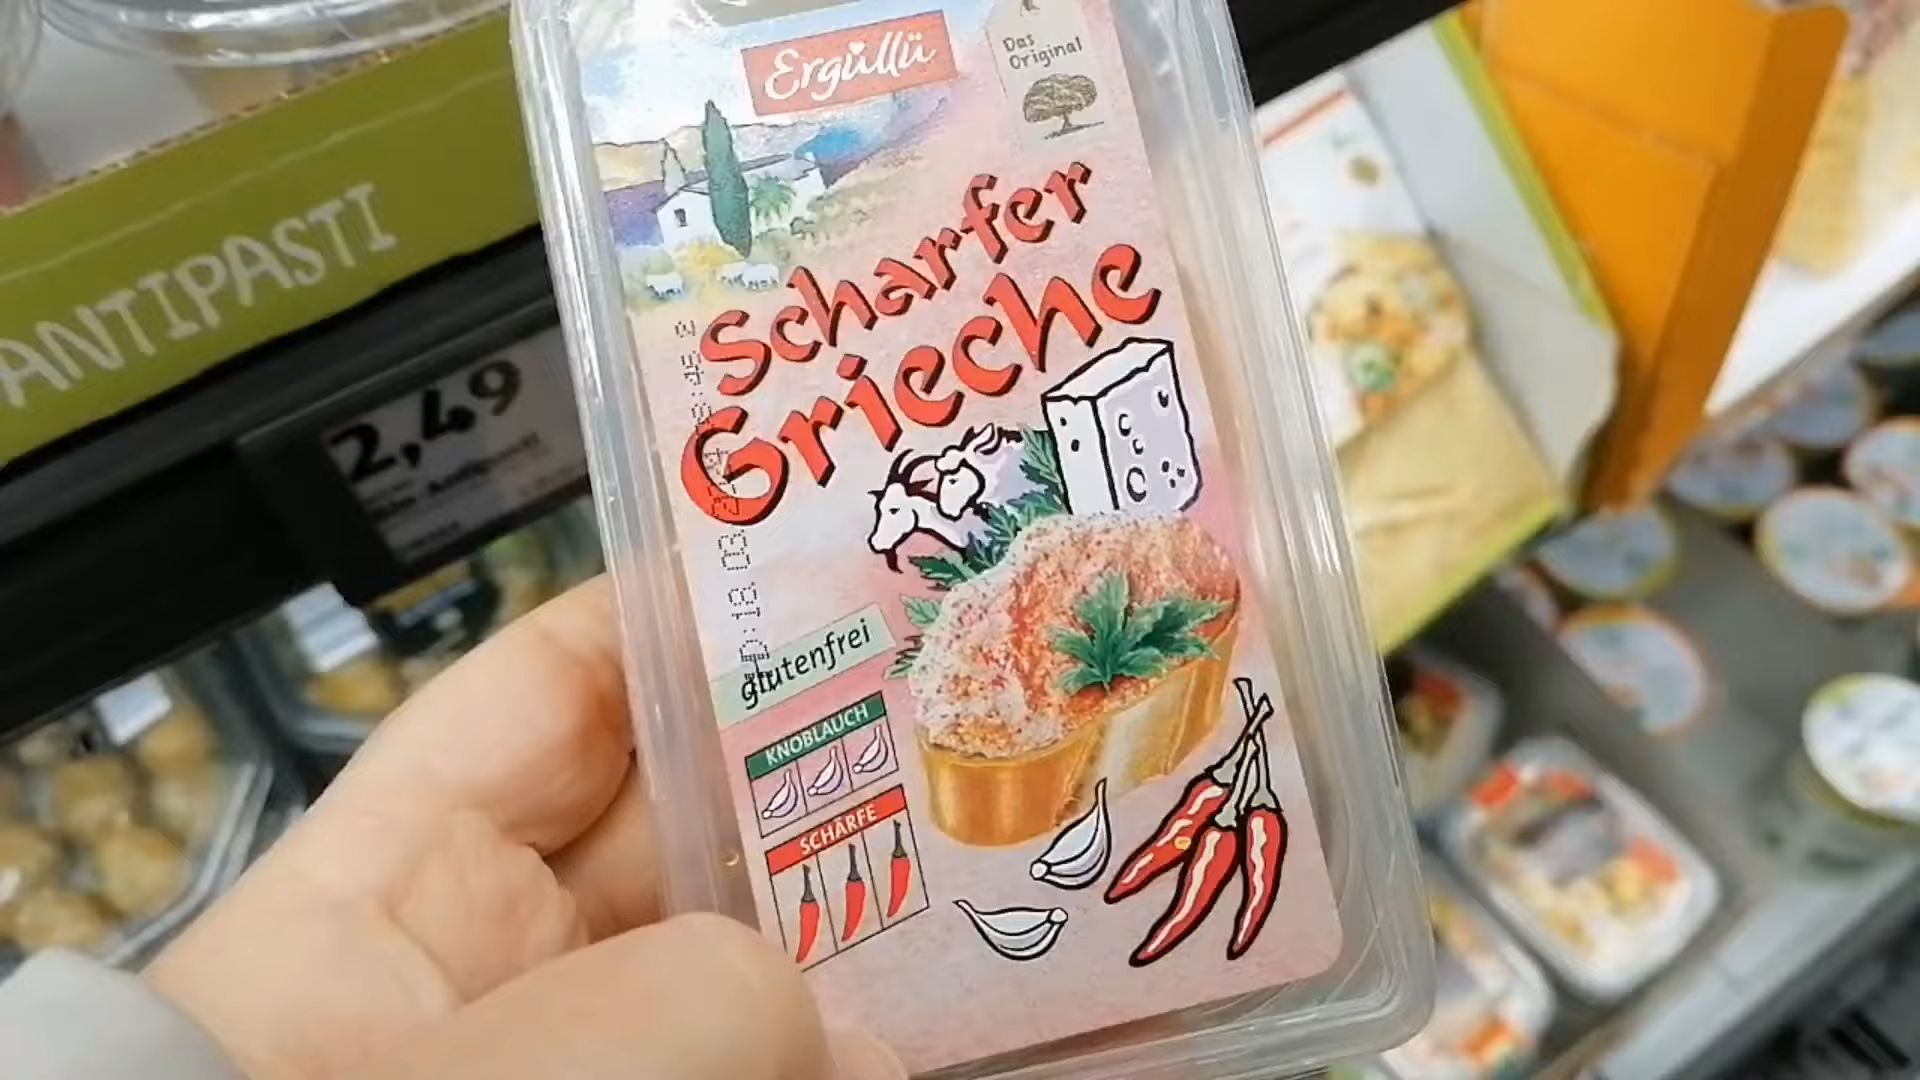 Ergüllü
Das
Original
Scharfer
Grieche
glutenfrei
KNOBLAUCH
SCHÄRFE
ANTIPASTI
2,49